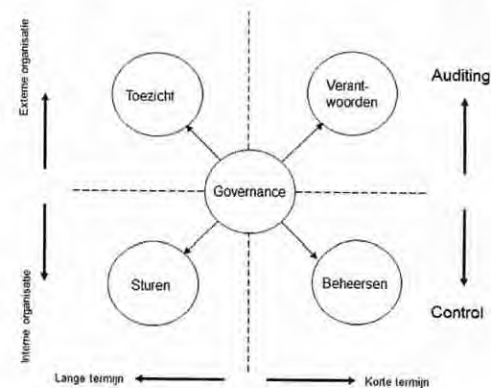 Externe organisatie
Toezicht
Verant-
woorden
Auditing
Governance
Interne organisatie
Sturen
Beheersen
Control
Lange termijn
Korte termijn